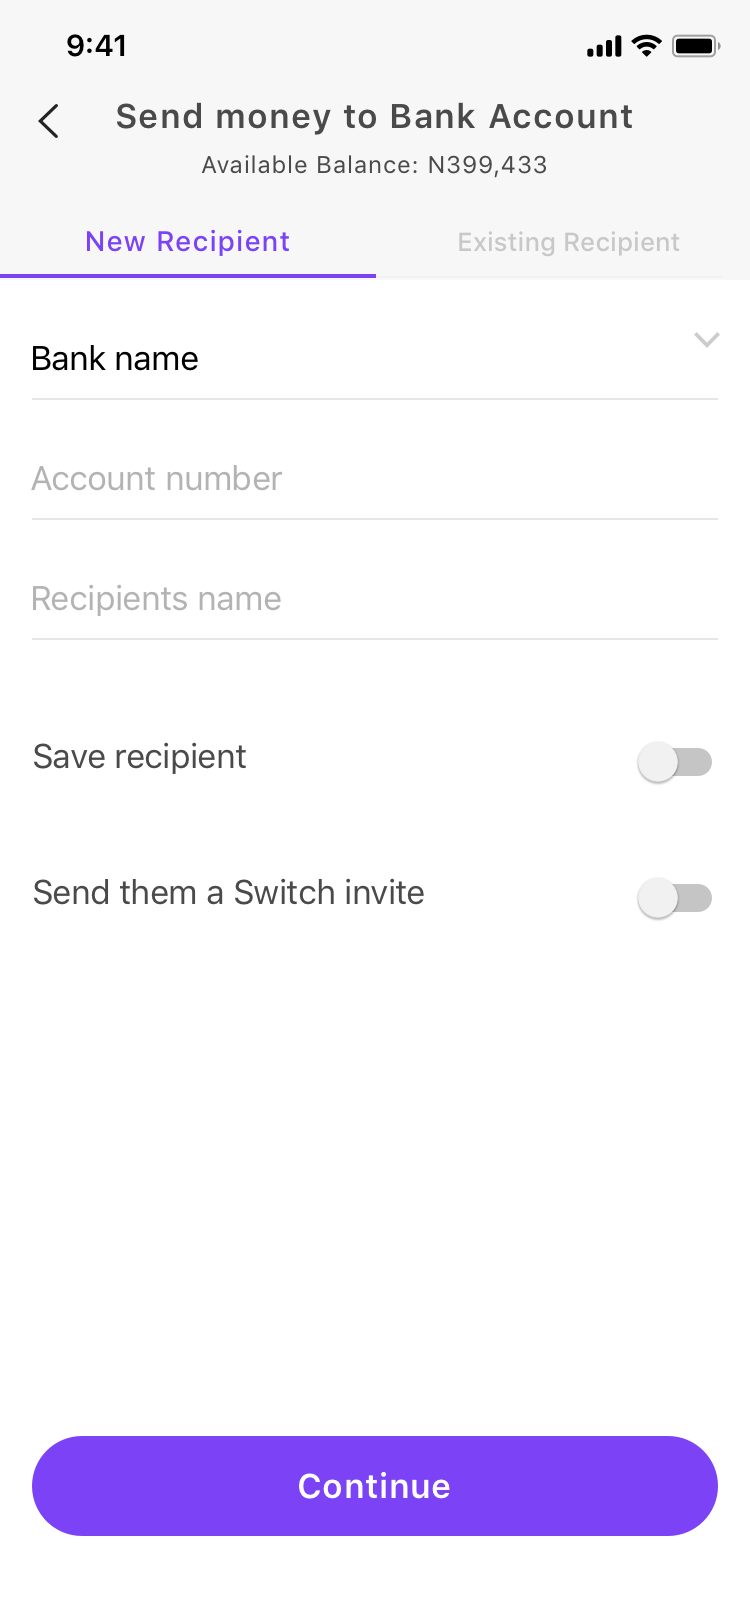 9:41
Send money to Bank Account
Available Balance: N399,433
New Recipient
Existing Recipient
Bank name
Account number
Recipients name
Save recipient
Send them a Switch invite
Continue